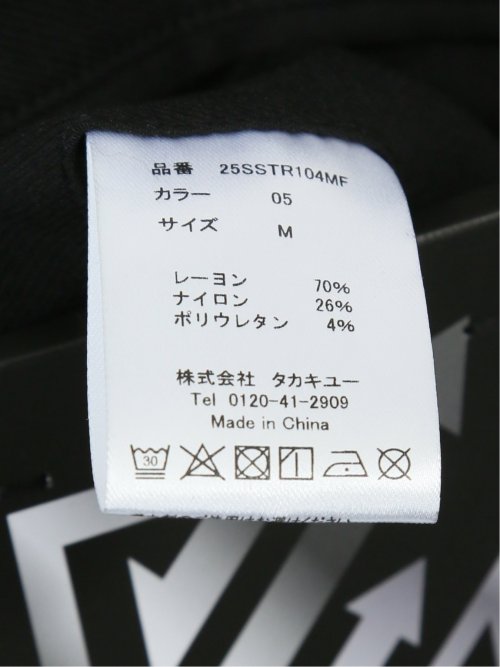 品番 25SSTR104MF
カラー 05
サイズ M
レーヨン 70%
ナイロン 26%
ポリウレタン 4%
株式会社 タカキユー
Tel 0120-41-2909
Made in China
30